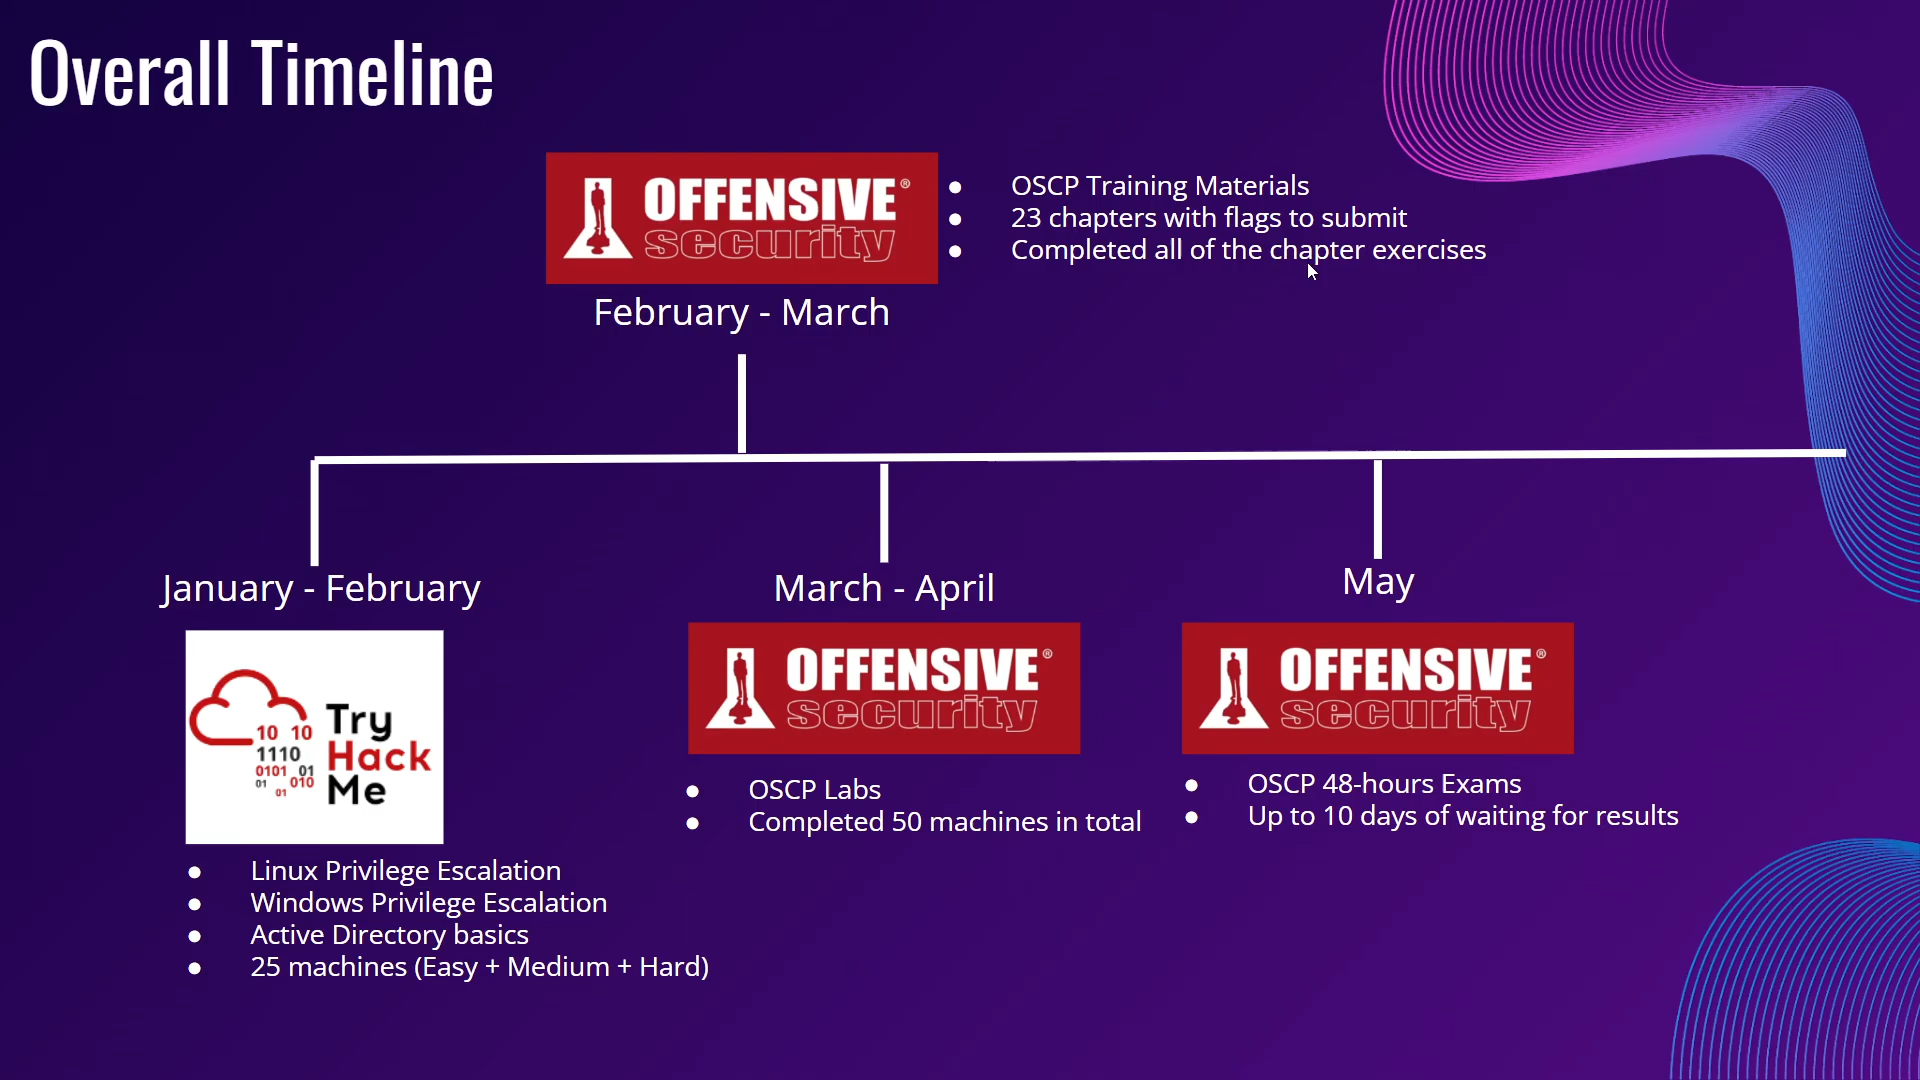 Overall Timeline
OFFENSIVE®
security
● OSCP Training Materials
● 23 chapters with flags to submit
● Completed all of the chapter exercises
February - March
January - February
Try
Hack
Me
10 10
1110
0101 01
01 010
01
● Linux Privilege Escalation
● Windows Privilege Escalation
● Active Directory basics
● 25 machines (Easy + Medium + Hard)
March - April
OFFENSIVE®
security
● OSCP Labs
● Completed 50 machines in total
May
OFFENSIVE®
security
● OSCP 48-hours Exams
● Up to 10 days of waiting for results